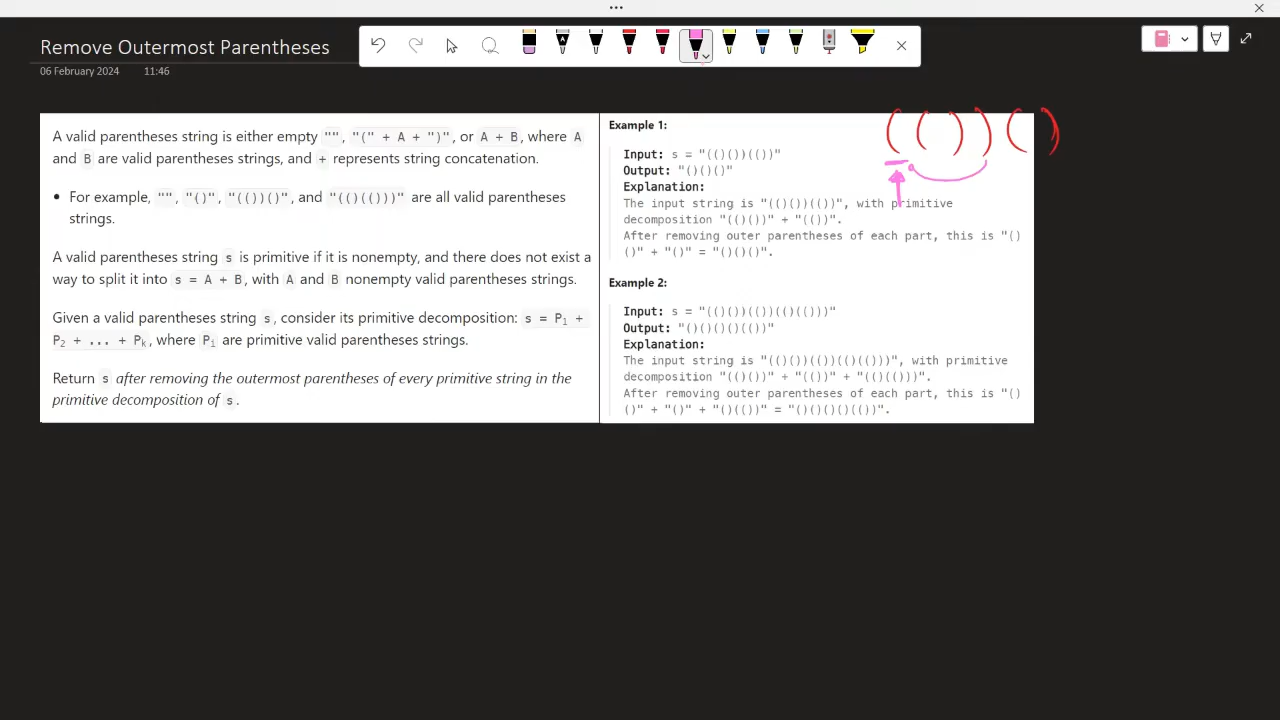 Remove Outermost Parentheses
06 February 2024 11:46
A valid parentheses string is either empty "", "(" + A + ")", or A + B, where A
and B are valid parentheses strings, and + represents string concatenation.
• For example, "", "()", "(())()", and "(()(()))" are all valid parentheses
strings.
A valid parentheses string s is primitive if it is nonempty, and there does not exist a
way to split it into s = A + B, with A and B nonempty valid parentheses strings.
Given a valid parentheses string s, consider its primitive decomposition: s = P₁ +
P₂ + ... + Pₖ, where Pᵢ are primitive valid parentheses strings.
Return s after removing the outermost parentheses of every primitive string in the
primitive decomposition of s.
Example 1:
Input: s = "(()())(())"
Output: "()()()"
Explanation:
The input string is "(()())(())", with primitive
decomposition "(()())" + "(())".
After removing outer parentheses of each part, this is "()
()" + "()" = "()()()".
Example 2:
Input: s = "(()())(())(()(()))"
Output: "()()()()(())"
Explanation:
The input string is "(()())(())(()(()))", with primitive
decomposition "(()())" + "(())" + "(()(()))".
After removing outer parentheses of each part, this is "()
()" + "()" + "()(())" = "()()()()(())".
(())()